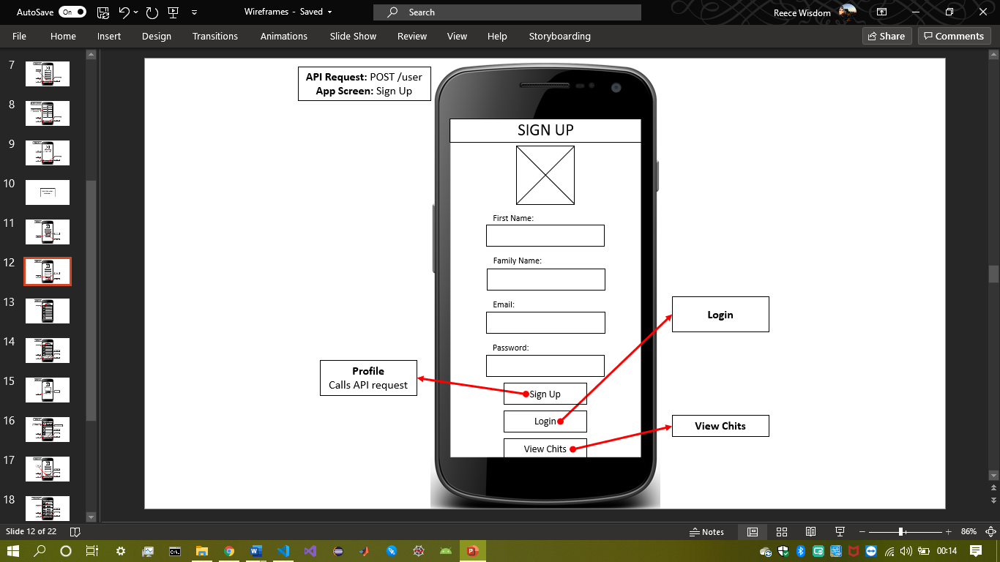 AutoSave On Wireframes - Saved Search Reece Wisdom
File Home Insert Design Transitions Animations Slide Show Review View Help Storyboarding Share Comments
7
8
9
10
11
12
13
14
15
16
17
18
API Request: POST /user
App Screen: Sign Up
SIGN UP
First Name:
Family Name:
Email:
Password:
Sign Up
Login
View Chits
Profile
Calls API request
Login
View Chits
Slide 12 of 22 Notes 86%
00:14